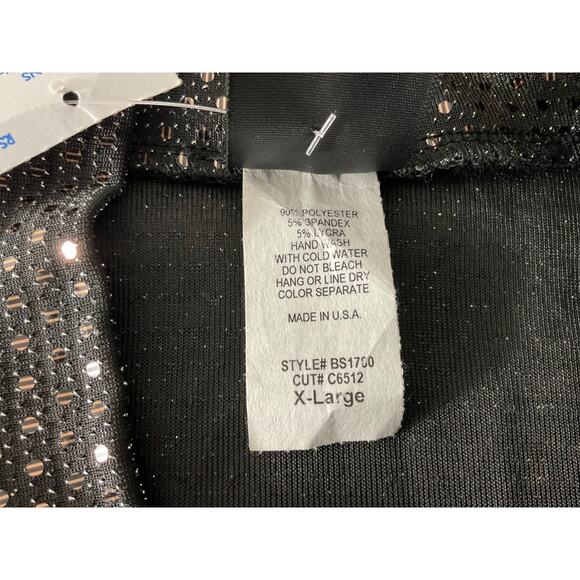 90% POLYESTER
5% SPANDEX
5% LYCRA
HAND WASH
WITH COLD WATER
DO NOT BLEACH
HANG OR LINE DRY
COLOR SEPARATE
MADE IN U.S.A.
STYLE# BS1700
CUT# C6512
X-Large